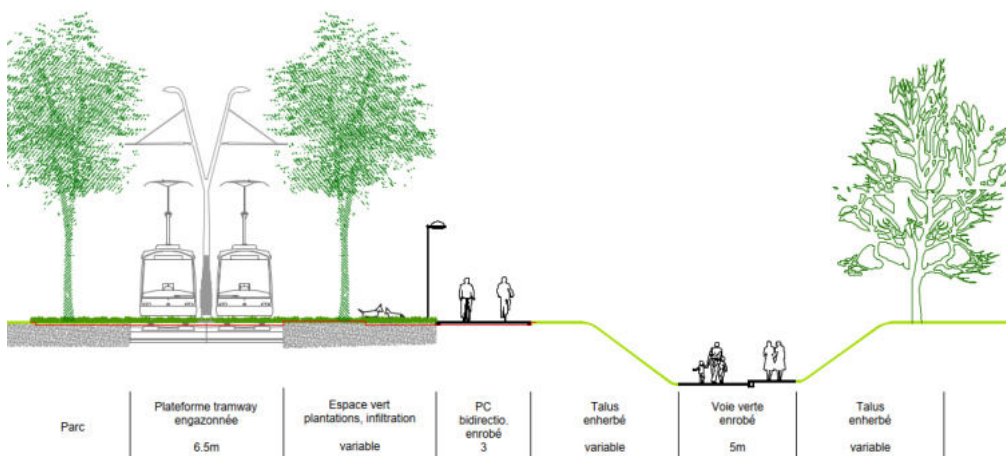 Parc
Plateforme tramway
engazonnée
6.5m
Espace vert
plantations, infiltration
variable
PC
bidirectio.
enrobé
3
Talus
enherbé
variable
Voie verte
enrobé
5m
Talus
enherbé
variable